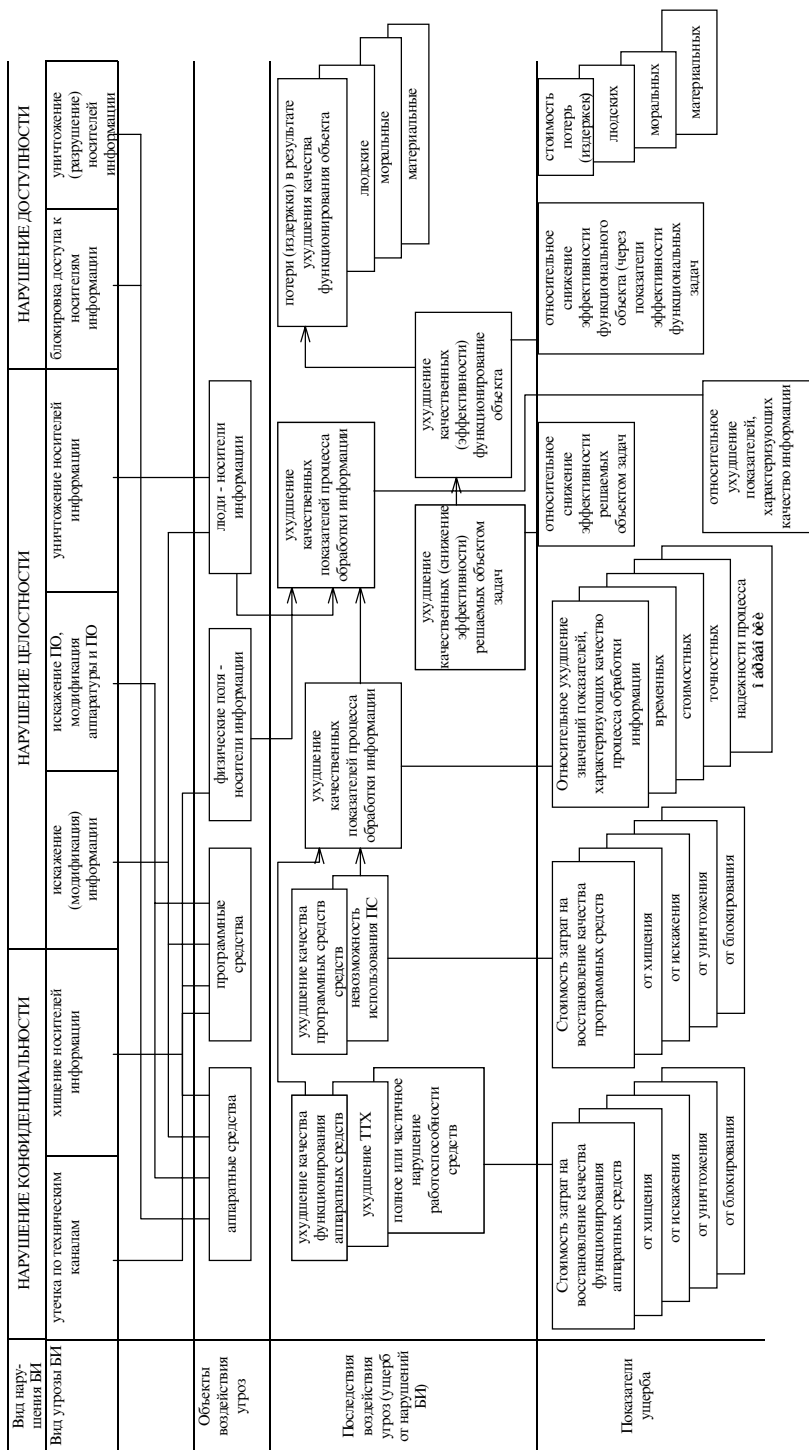 Вид нару-
шения БИ
НАРУШЕНИЕ КОНФИДЕНЦИАЛЬНОСТИ
НАРУШЕНИЕ ЦЕЛОСТНОСТИ
НАРУШЕНИЕ ДОСТУПНОСТИ
Вид угрозы БИ
утечка по техническим
каналам
хищение носителей
информации
искажение
(модификация)
информации
искажение ПО,
модификация
аппаратуры и ПО
уничтожение носителей
информации
блокировка доступа к
носителям
информации
уничтожение
(разрушение)
носителей
информации
Объекты
воздействия
угроз
аппаратные средства
программные
средства
физические поля -
носители информации
люди - носители
информации
Последствия
воздействия
угроз (ущерб
от нарушений
БИ)
ухудшение качества
функционирования
аппаратных средств
ухудшение ТТХ
полное или частичное
нарушение
работоспособности
средств
ухудшение качества
программных средств
средств
невозможность
использования ПС
ухудшение
качественных
показателей процесса
обработки информации
ухудшение
качественных
показателей процесса
обработки информации
ухудшение
качественных (снижение
эффективности)
решаемых объектом
задач
ухудшение
качественных
(эффективности)
функционирование
объекта
потери (издержки) в результате
ухудшения качества
функционирования объекта
людские
моральные
материальные
Показатели
ущерба
Стоимость затрат на
восстановление качества
функционирования
аппаратных средств
от хищения
от искажения
от уничтожения
от блокирования
Стоимость затрат на
восстановление качества
программных средств
от хищения
от искажения
от уничтожения
от блокирования
Относительное ухудшение
значений показателей,
характеризующих качество
процесса обработки
информации
временных
стоимостных
точностных
надежности процесса
î áðàáî òêè
относительное
снижение
эффективности
решаемых
объектом задач
относительное
ухудшение
показателей,
характеризующих
качество информации
относительное
снижение
эффективности
функционального
объекта (через
показатели
эффективности
функциональных
задач
стоимость
потерь
(издержек)
людских
моральных
материальных